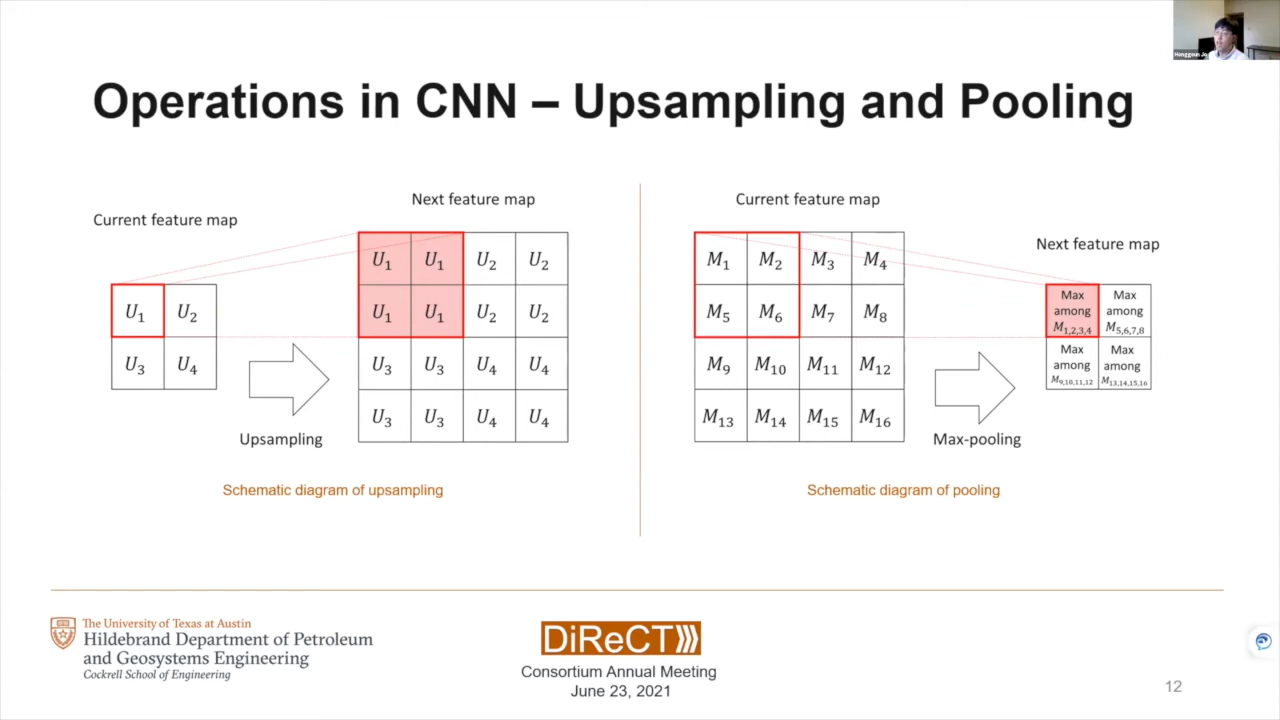 Honggeun Jo
Operations in CNN – Upsampling and Pooling
Current feature map
Next feature map
U1 U2
U3 U4
Upsampling
U1 U1 U2 U2
U1 U1 U2 U2
U3 U3 U4 U4
U3 U3 U4 U4
Schematic diagram of upsampling
Current feature map
Next feature map
M1 M2 M3 M4
M5 M6 M7 M8
M9 M10 M11 M12
M13 M14 M15 M16
Max-pooling
Max among M1,2,3,4
Max among M5,6,7,8
Max among M9,10,11,12
Max among M13,14,15,16
Schematic diagram of pooling
The University of Texas at Austin
Hildebrand Department of Petroleum
and Geosystems Engineering
Cockrell School of Engineering
DiReCT
Consortium Annual Meeting
June 23, 2021
12